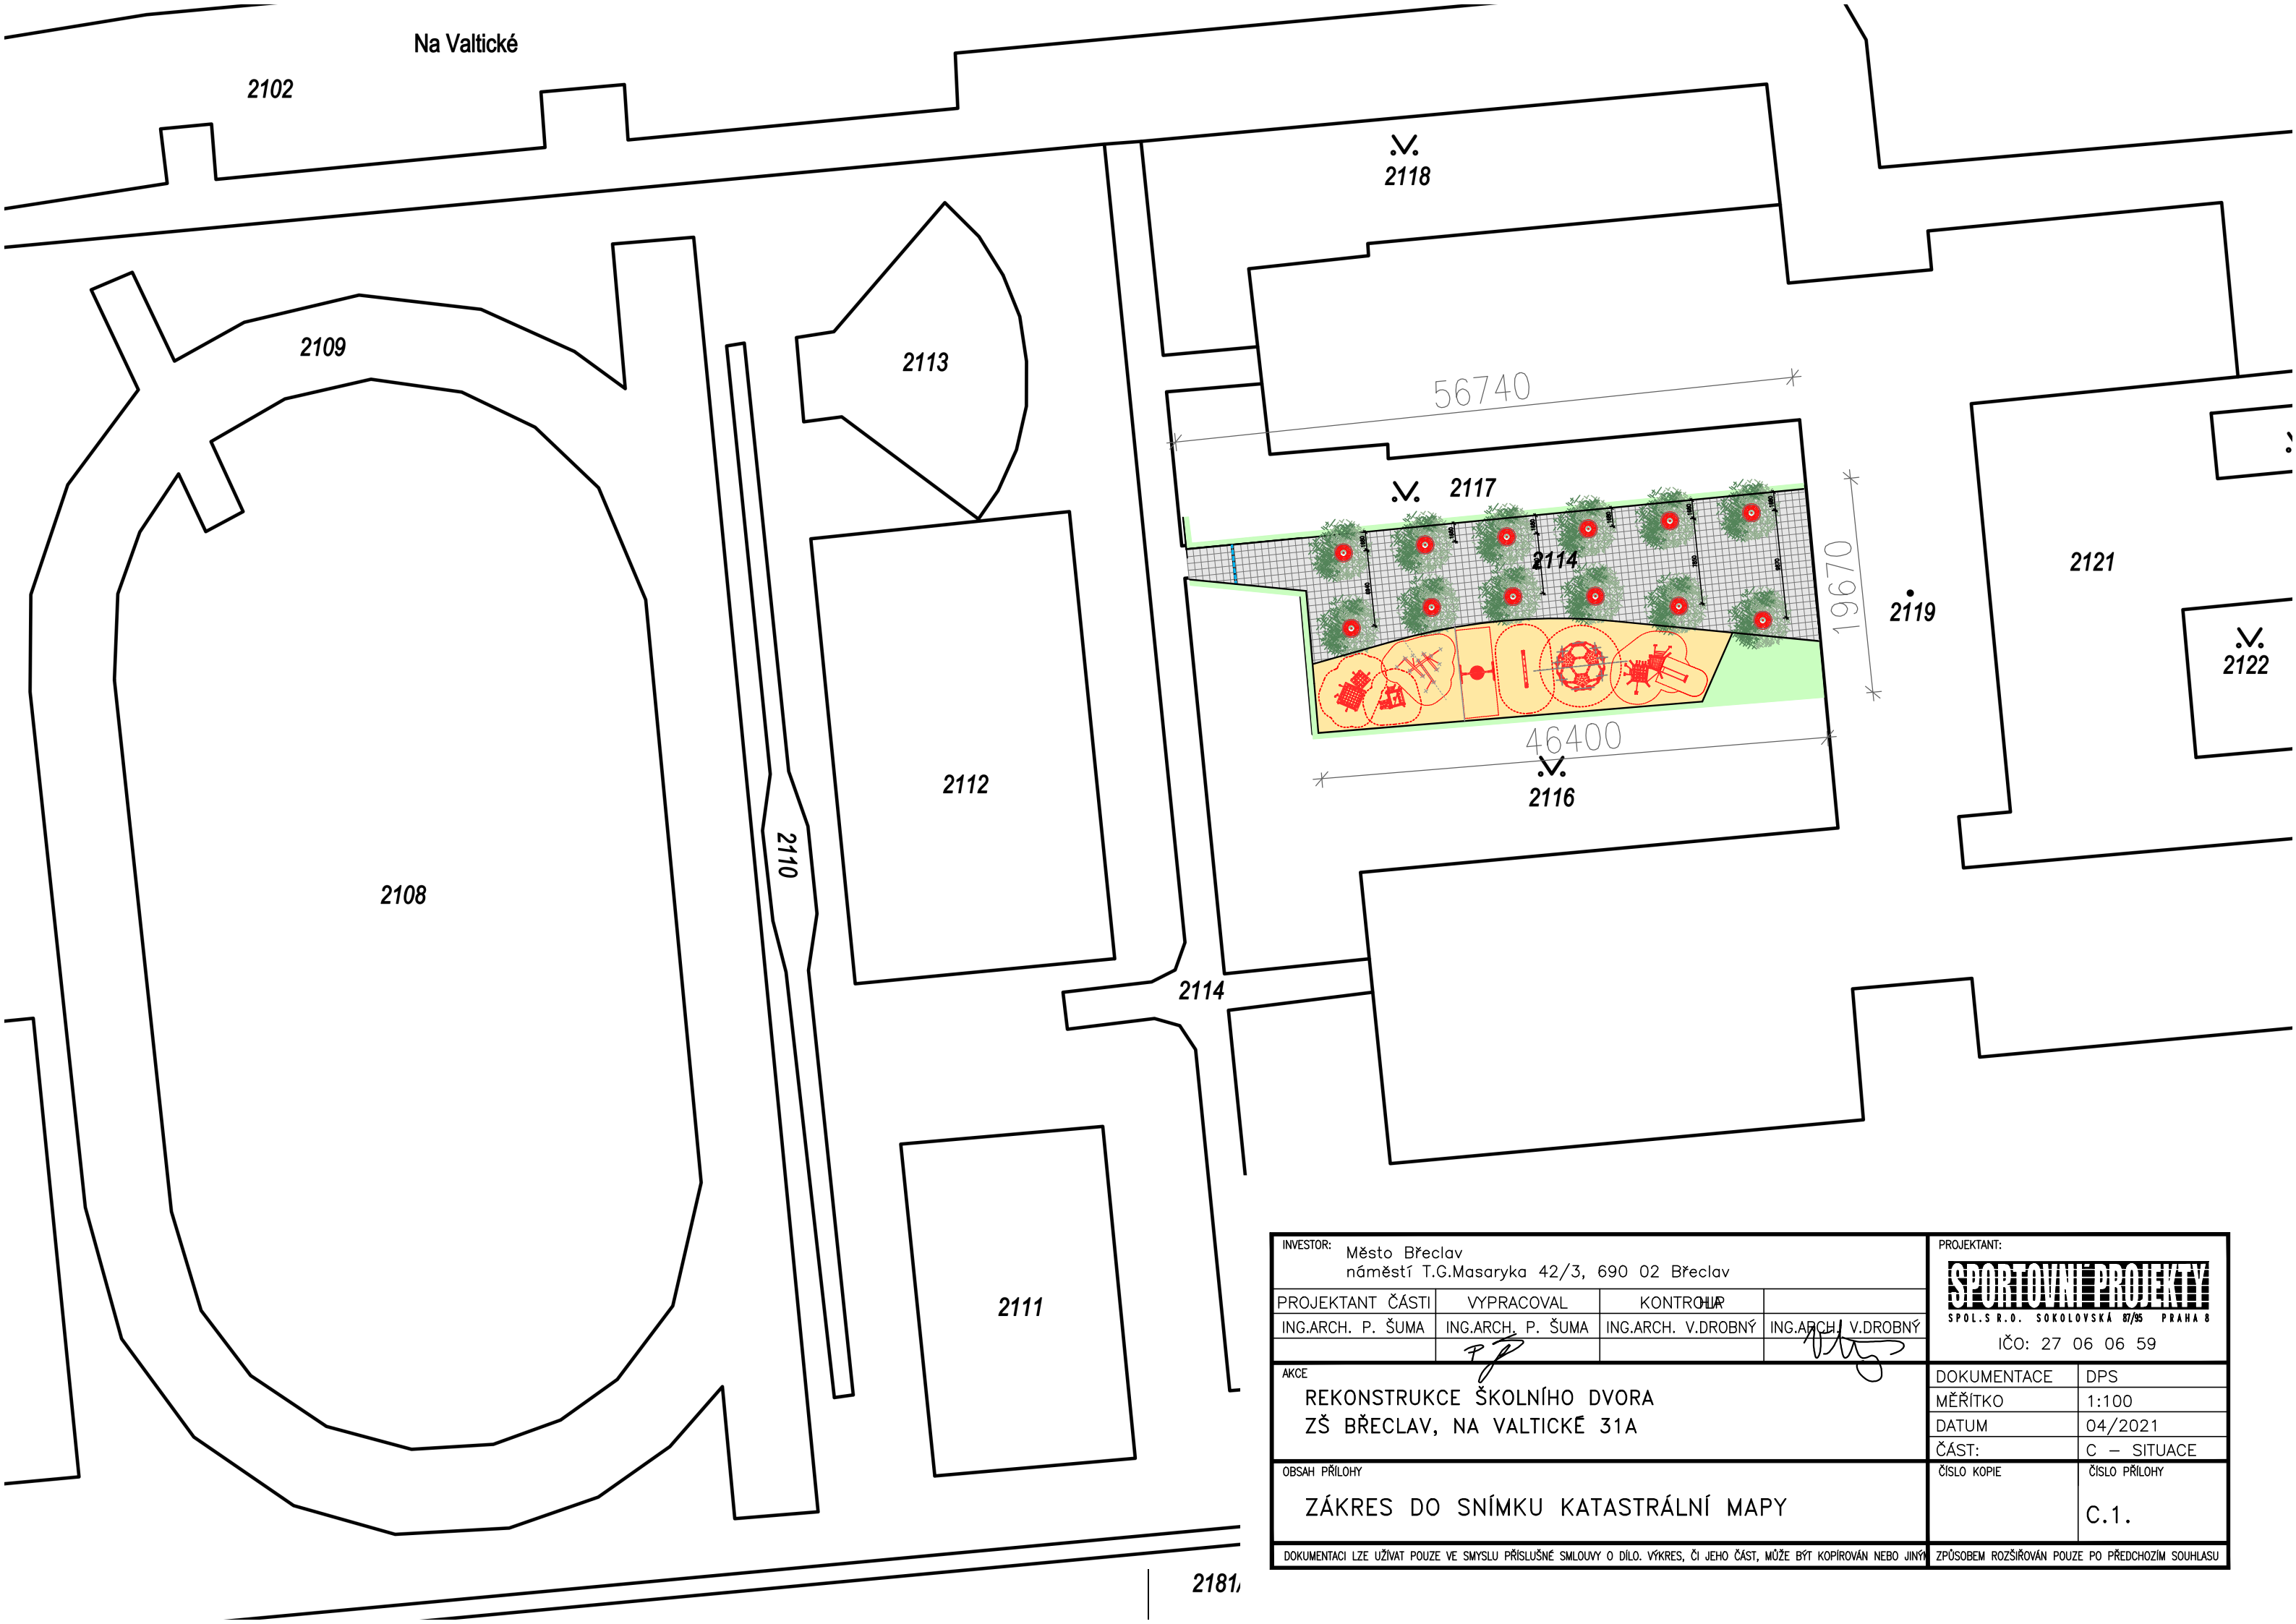 Na Valtické
2102
2118
2109
2113
56740
2117
2114
2121
19670
2119
2122
46400
2116
2112
2110
2108
2114
2111
2181
INVESTOR:
Město Břeclav
náměstí T.G.Masaryka 42/3, 690 02 Břeclav
PROJEKTANT ČÁSTI VYPRACOVAL
ING.ARCH. P. ŠUMA ING.ARCH. P. ŠUMA ING.ARCH. V.DROBNÝ ING.ARCH. V.DROBNÝ
PROJEKTANT:
SPORTOVNÍ PROJEKTY
SPOL.S R.O. SOKOLOVSKÁ 87/95 PRAHA 8
IČO: 27 06 06 59
AKCE
REKONSTRUKCE ŠKOLNÍHO DVORA
ZŠ BŘECLAV, NA VALTICKÉ 31A
DOKUMENTACE DPS
MĚŘÍTKO 1:100
DATUM 04/2021
ČÁST: C – SITUACE
OBSAH PŘÍLOHY
ZÁKRES DO SNÍMKU KATASTRÁLNÍ MAPY
ČÍSLO KOPIE ČÍSLO PŘÍLOHY
C.1.
DOKUMENTACI LZE UŽÍVAT POUZE VE SMYSLU PŘÍSLUŠNÉ SMLOUVY O DÍLO. VÝKRES, ČI JEHO ČÁST, MŮŽE BÝT KOPÍROVÁN NEBO JINÝM ZPŮSOBEM ROZŠIŘOVÁN POUZE PO PŘEDCHOZÍM SOUHLASU